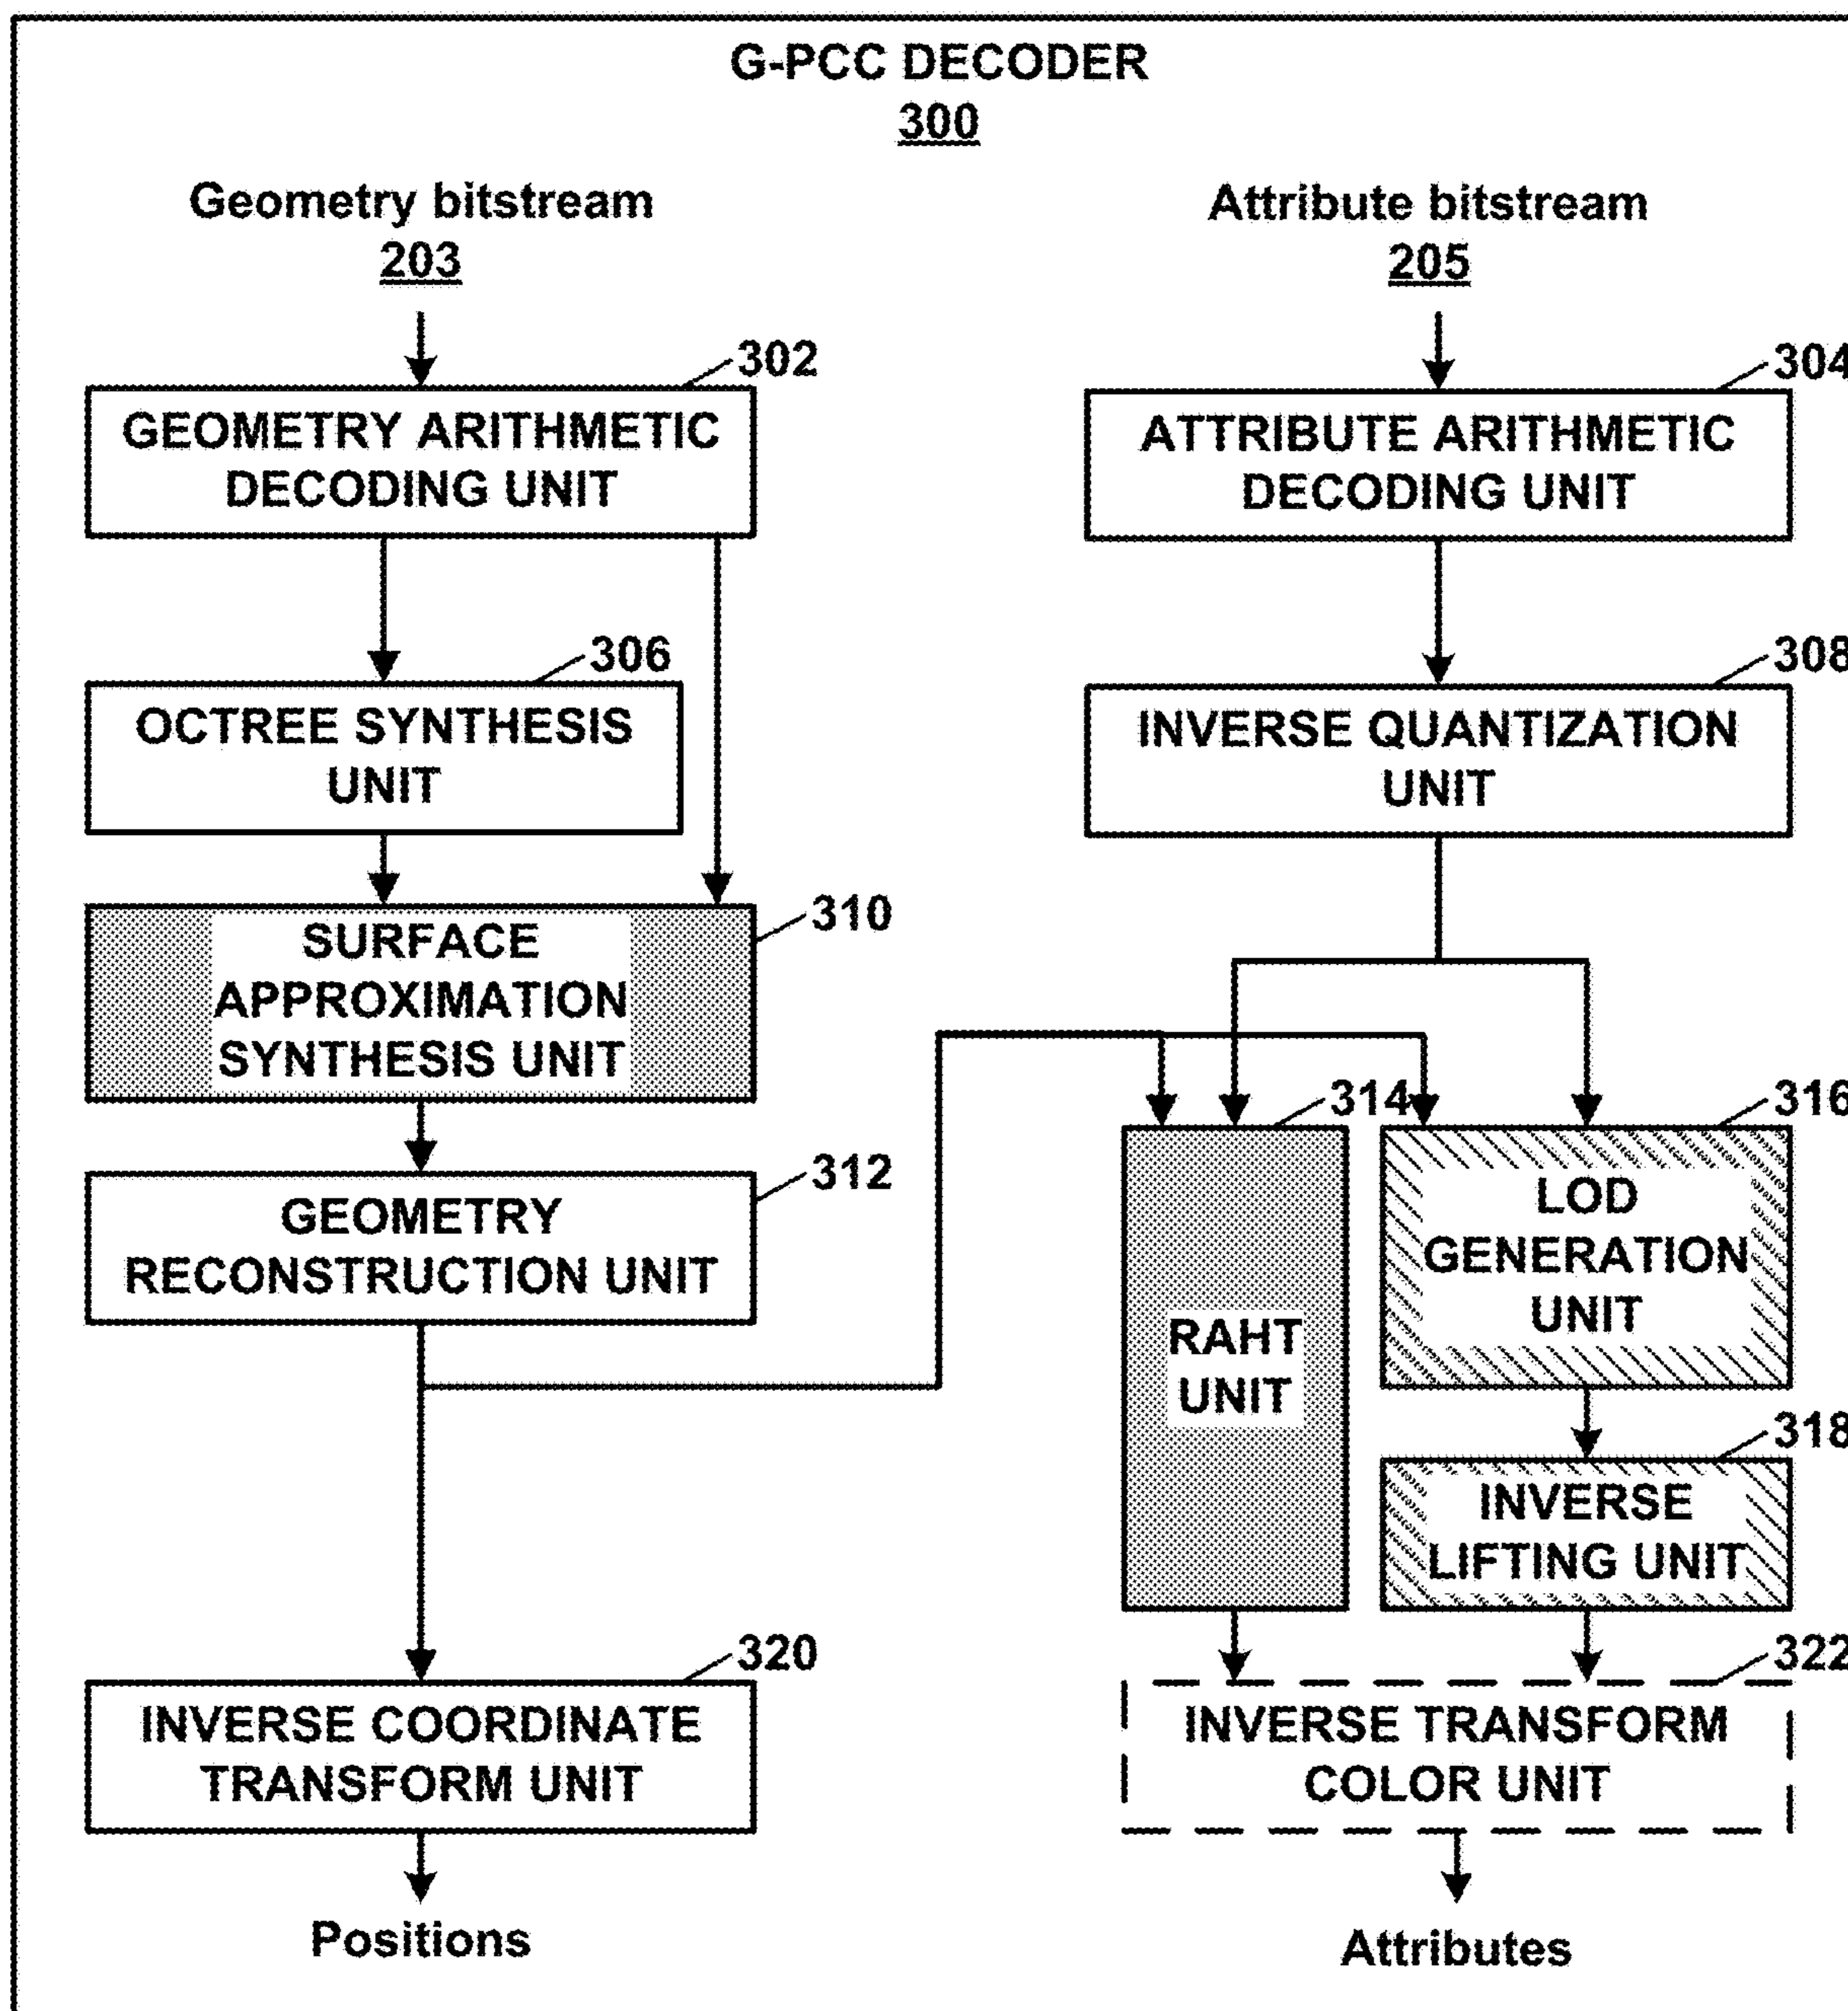 G-PCC DECODER
300
Geometry bitstream
203
Attribute bitstream
205
302
GEOMETRY ARITHMETIC
DECODING UNIT
304
ATTRIBUTE ARITHMETIC
DECODING UNIT
306
OCTREE SYNTHESIS
UNIT
308
INVERSE QUANTIZATION
UNIT
310
SURFACE
APPROXIMATION
SYNTHESIS UNIT
312
GEOMETRY
RECONSTRUCTION UNIT
314
RAHT
UNIT
316
LOD
GENERATION
UNIT
318
INVERSE
LIFTING UNIT
320
INVERSE COORDINATE
TRANSFORM UNIT
322
INVERSE TRANSFORM
COLOR UNIT
Positions
Attributes